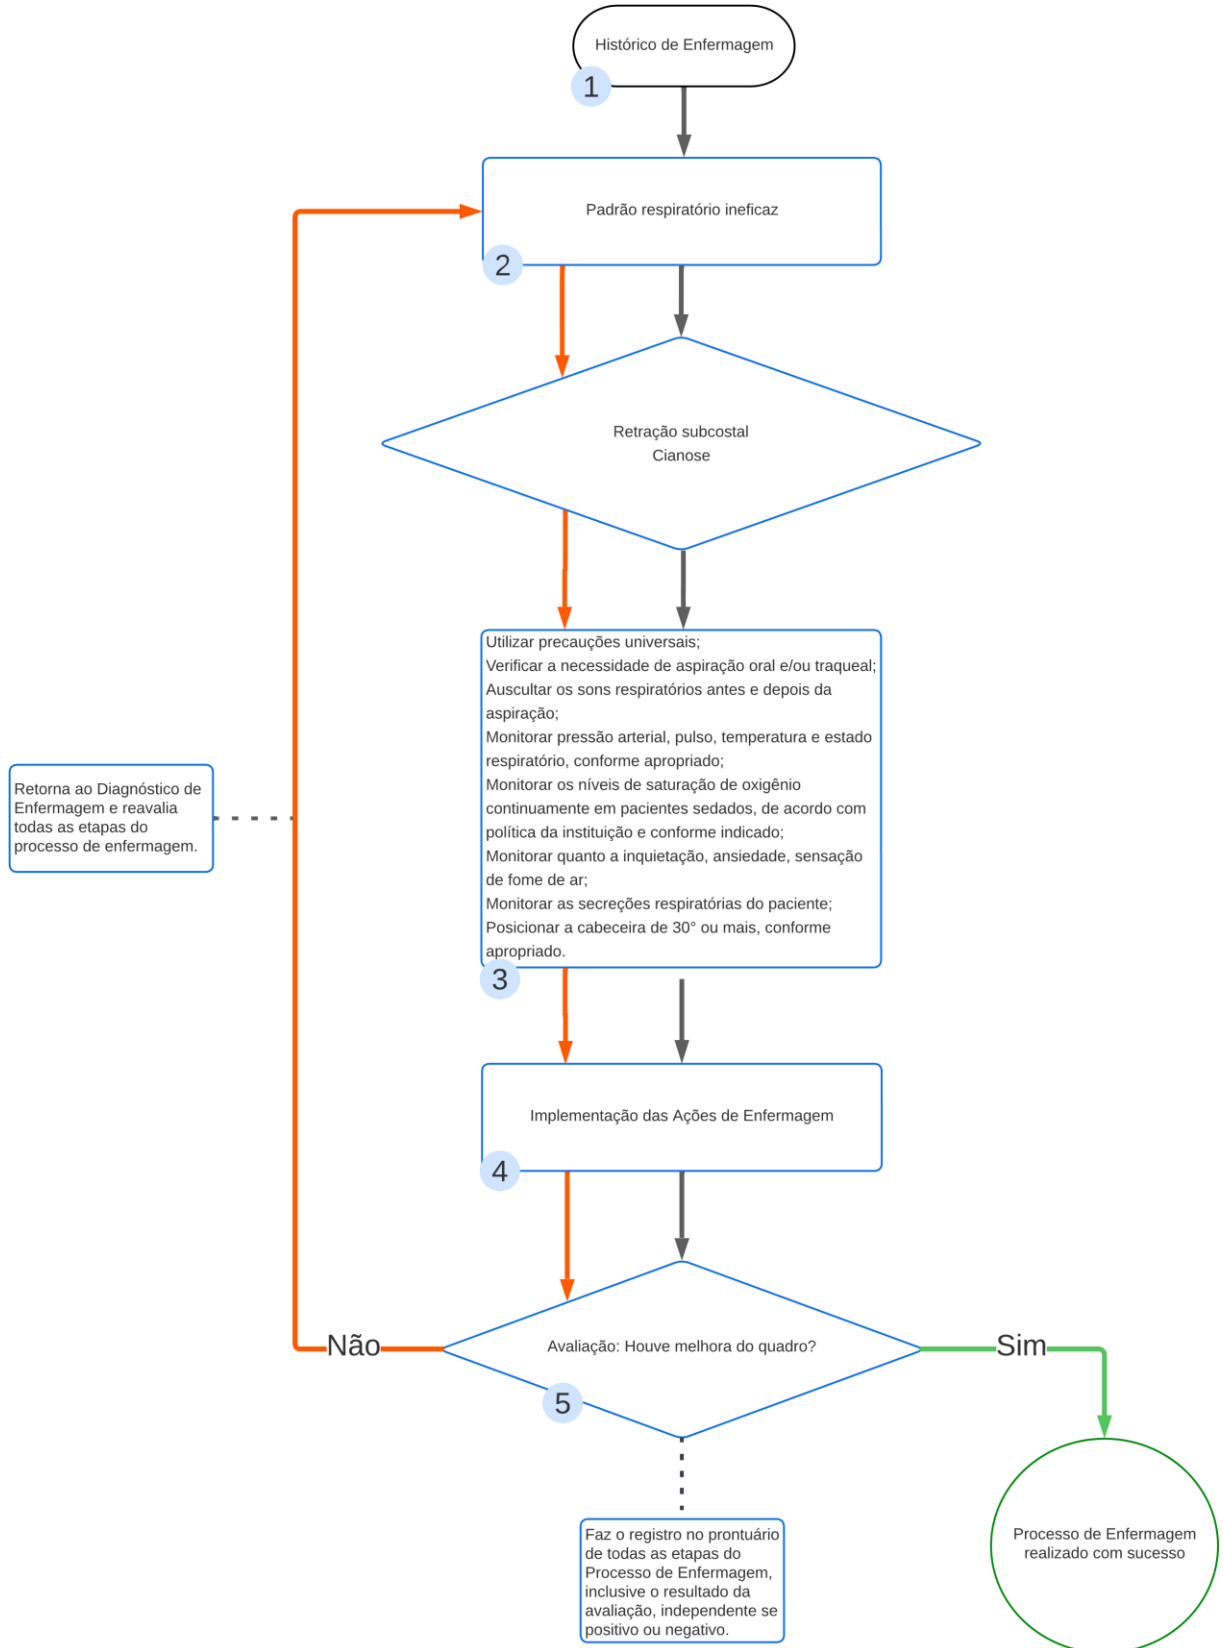 Histórico de Enfermagem
1
Padrão respiratório ineficaz
2
Retração subcostal
Cianose
Utilizar precauções universais;
Verificar a necessidade de aspiração oral e/ou traqueal;
Auscultar os sons respiratórios antes e depois da
aspiração;
Monitorar pressão arterial, pulso, temperatura e estado
respiratório, conforme apropriado;
Monitorar os níveis de saturação de oxigênio
continuamente em pacientes sedados, de acordo com
política da instituição e conforme indicado;
Monitorar quanto a inquietação, ansiedade, sensação
de fome de ar;
Monitorar as secreções respiratórias do paciente;
Posicionar a cabeceira de 30° ou mais, conforme
apropriado.
3
Retorna ao Diagnóstico de
Enfermagem e reavalia
todas as etapas do
processo de enfermagem.
Implementação das Ações de Enfermagem
4
Não
Avaliação: Houve melhora do quadro?
Sim
5
Faz o registro no prontuário
de todas as etapas do
Processo de Enfermagem,
inclusive o resultado da
avaliação, independente se
positivo ou negativo.
Processo de Enfermagem
realizado com sucesso